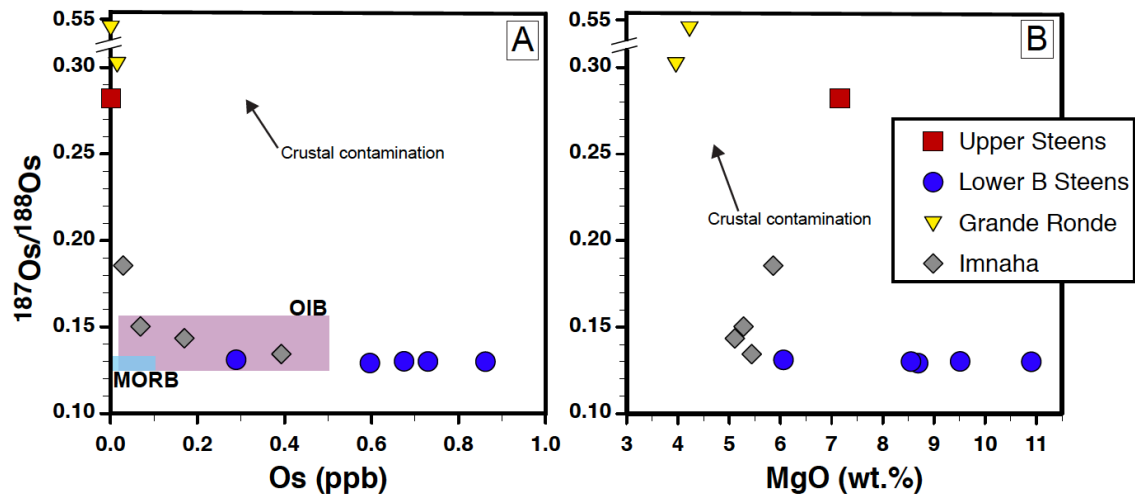 0.55
0.30
0.25
0.20
0.15
0.10
187Os/188Os
A
Crustal contamination
OIB
MORB
0.0 0.2 0.4 0.6 0.8 1.0
Os (ppb)
0.55
0.30
0.25
0.20
0.15
0.10
B
Crustal contamination
3 4 5 6 7 8 9 10 11
MgO (wt.%)
Upper Steens
Lower B Steens
Grande Ronde
Imnaha